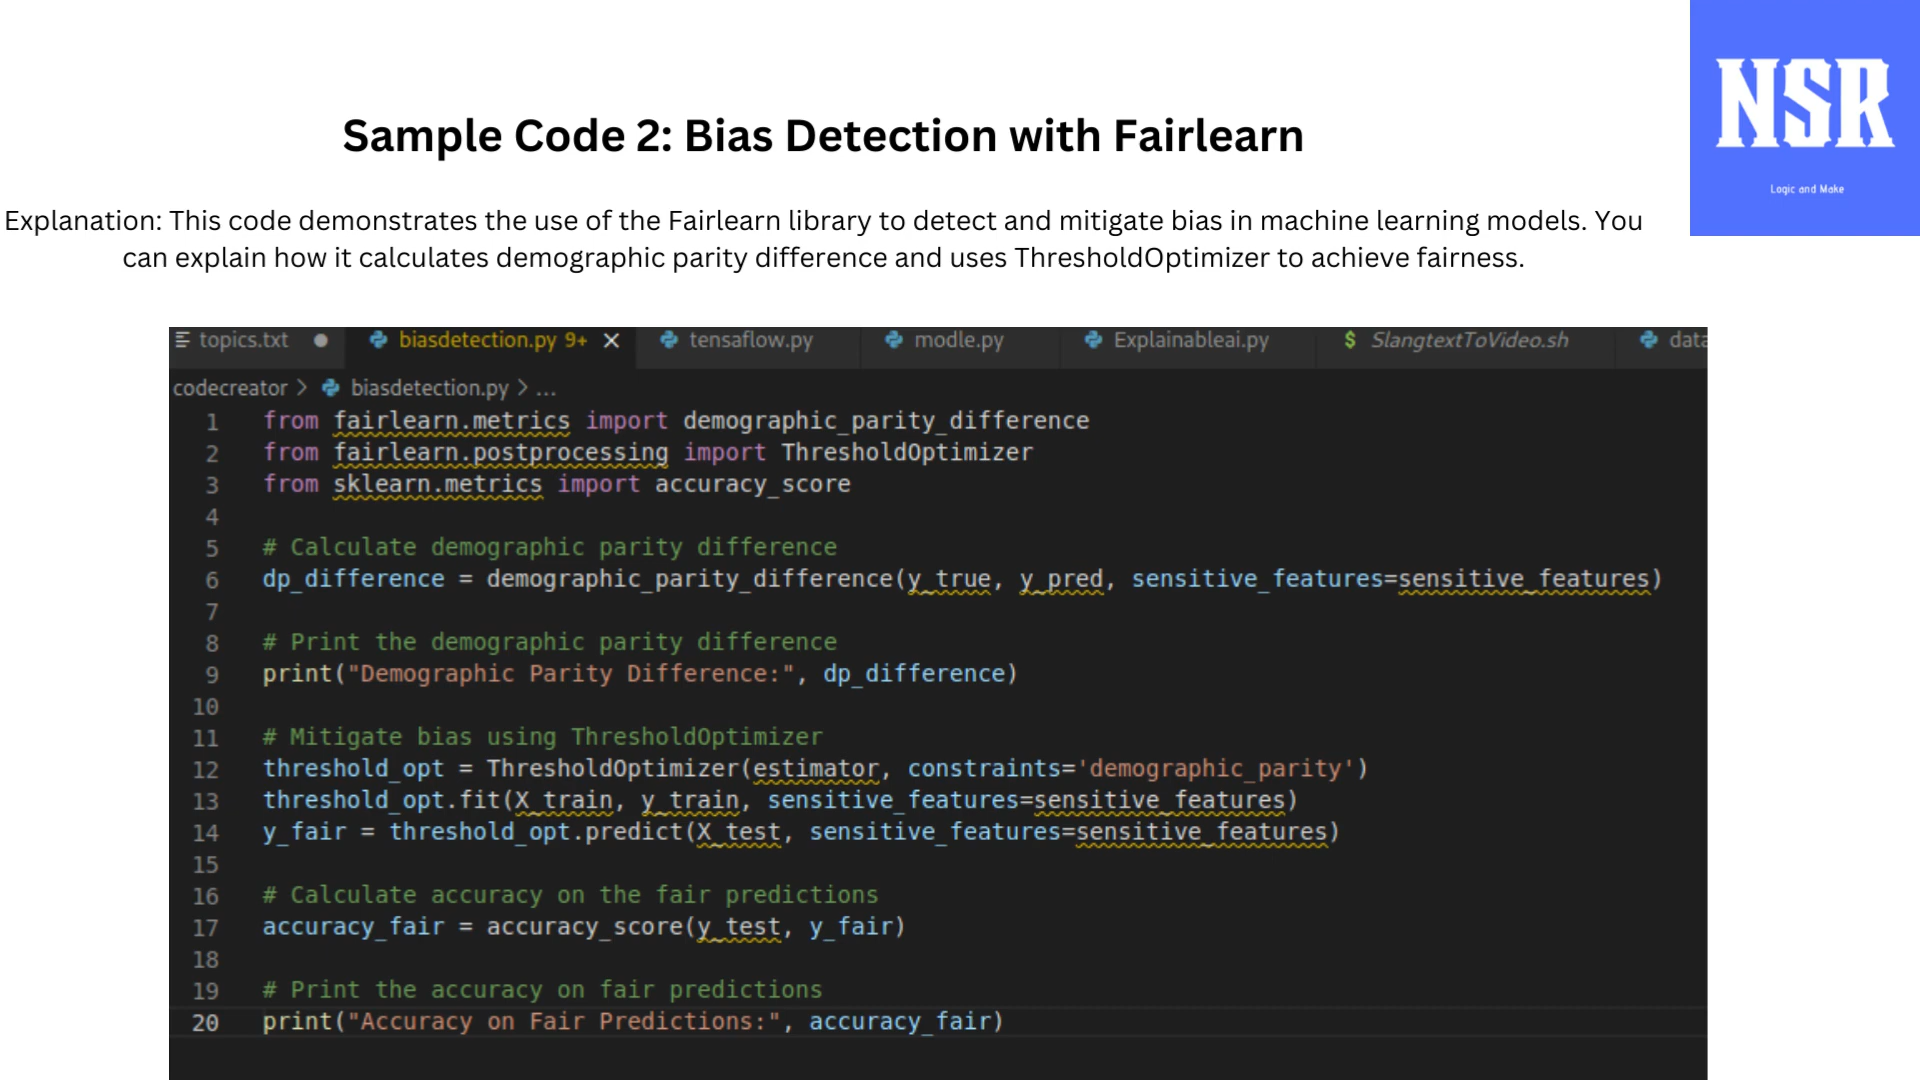 NSR
Logic and Make
Sample Code 2: Bias Detection with Fairlearn
Explanation: This code demonstrates the use of the Fairlearn library to detect and mitigate bias in machine learning models. You
can explain how it calculates demographic parity difference and uses ThresholdOptimizer to achieve fairness.
topics.txt ● biasdetection.py 9+ × tensaflow.py modle.py Explainableai.py $ SlangtextToVideo.sh data
codecreator > biasdetection.py > ...
1 from fairlearn.metrics import demographic_parity_difference
2 from fairlearn.postprocessing import ThresholdOptimizer
3 from sklearn.metrics import accuracy_score
4
5 # Calculate demographic parity difference
6 dp_difference = demographic_parity_difference(y_true, y_pred, sensitive_features=sensitive_features)
7
8 # Print the demographic parity difference
9 print("Demographic Parity Difference:", dp_difference)
10
11 # Mitigate bias using ThresholdOptimizer
12 threshold_opt = ThresholdOptimizer(estimator, constraints='demographic_parity')
13 threshold_opt.fit(X_train, y_train, sensitive_features=sensitive_features)
14 y_fair = threshold_opt.predict(X_test, sensitive_features=sensitive_features)
15
16 # Calculate accuracy on the fair predictions
17 accuracy_fair = accuracy_score(y_test, y_fair)
18
19 # Print the accuracy on fair predictions
20 print("Accuracy on Fair Predictions:", accuracy_fair)